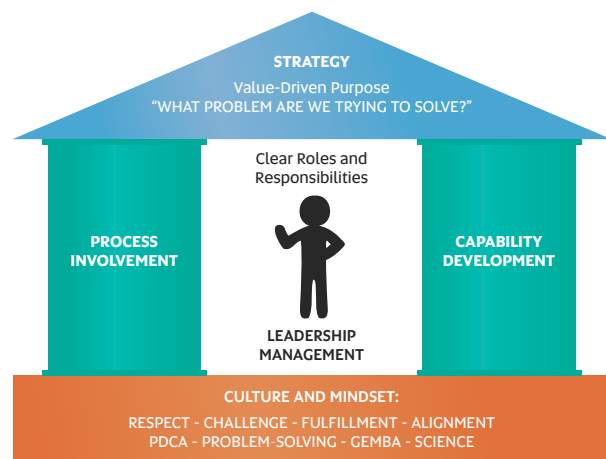 STRATEGY
Value-Driven Purpose
“WHAT PROBLEM ARE WE TRYING TO SOLVE?”
Clear Roles and
Responsibilities
PROCESS
INVOLVEMENT
CAPABILITY
DEVELOPMENT
LEADERSHIP
MANAGEMENT
CULTURE AND MINDSET:
RESPECT - CHALLENGE - FULFILLMENT - ALIGNMENT
PDCA - PROBLEM-SOLVING - GEMBA - SCIENCE